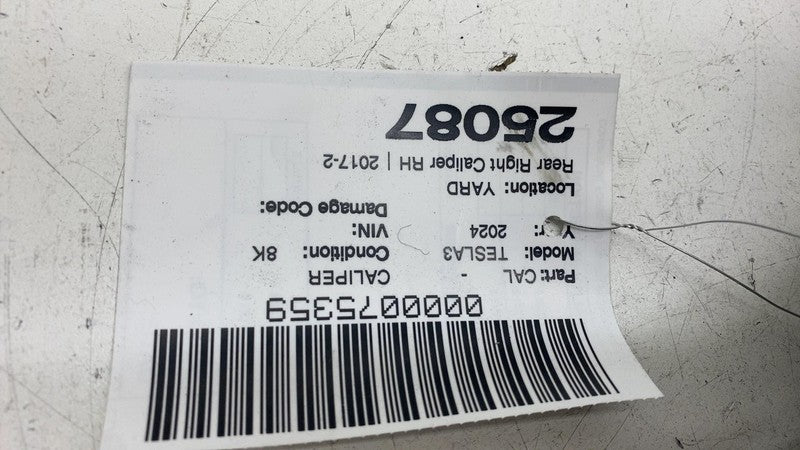 0000075359
Part: CAL - CALIPER
Model: TESLA3 Condition: 8K
Year: 2024 VIN:
Damage Code:
Location: YARD
Rear Right Caliper RH | 2017-2
25087